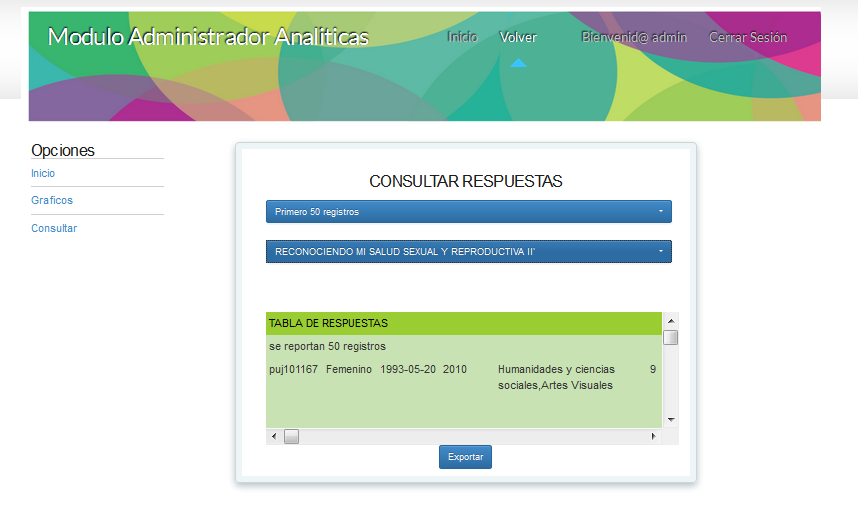 Modulo Administrador Analiticas
Inicio Volver Bienvenid@ admin Cerrar Sesión
Opciones
Inicio
Graficos
Consultar
CONSULTAR RESPUESTAS
Primero 50 registros
RECONOCIENDO MI SALUD SEXUAL Y REPRODUCTIVA II'
TABLA DE RESPUESTAS
se reportan 50 registros
puj101167 Femenino 1993-05-20 2010 Humanidades y ciencias 9
sociales,Artes Visuales
Exportar